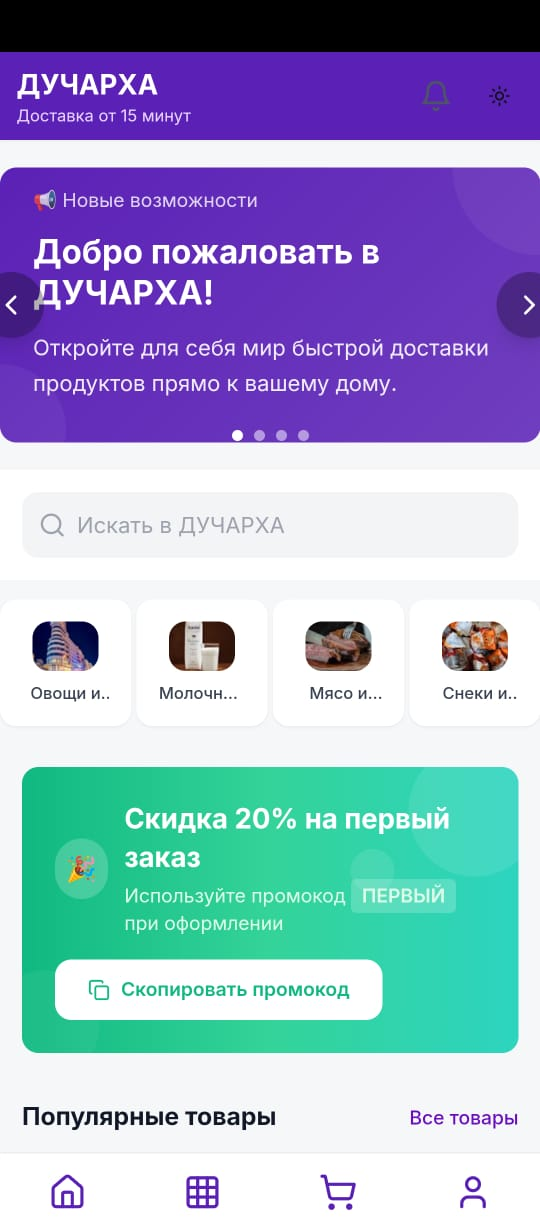 ДУЧАРХА
Доставка от 15 минут
Новые возможности
Добро пожаловать в
ДУЧАРХА!
Откройте для себя мир быстрой доставки
продуктов прямо к вашему дому.
Искать в ДУЧАРХА
Овощи и..
Молочн...
Мясо и...
Снеки и..
Скидка 20% на первый
заказ
Используйте промокод ПЕРВЫЙ
при оформлении
Скопировать промокод
Популярные товары
Все товары